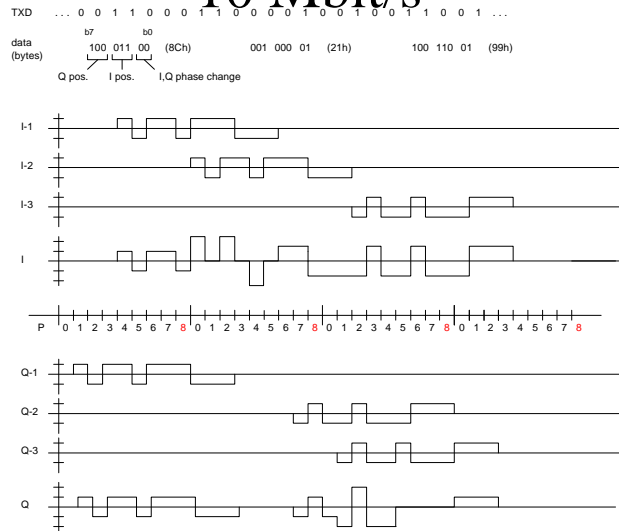 10 Mbit/s
TXD ... 0 0 1 1 0 0 0 1 1 0 0 0 0 1 0 0 1 0 0 1 1 0 0 1 ...
b7 b0
data (bytes) 100 011 00 (8Ch) 001 000 01 (21h) 100 110 01 (99h)
Q pos. I pos. I,Q phase change
I-1
I-2
I-3
I
P 0 1 2 3 4 5 6 7 8 0 1 2 3 4 5 6 7 8 0 1 2 3 4 5 6 7 8 0 1 2 3 4 5 6 7 8
Q-1
Q-2
Q-3
Q